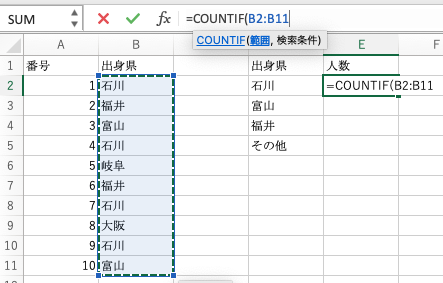 SUM =COUNTIF(B2:B11
COUNTIF(範囲, 検索条件)
A B C D E F
1 番号 出身県 出身県 人数
2 1 石川 石川 =COUNTIF(B2:B11
3 2 福井 富山
4 3 富山 福井
5 4 石川 その他
6 5 岐阜
7 6 福井
8 7 石川
9 8 大阪
10 9 石川
11 10 富山